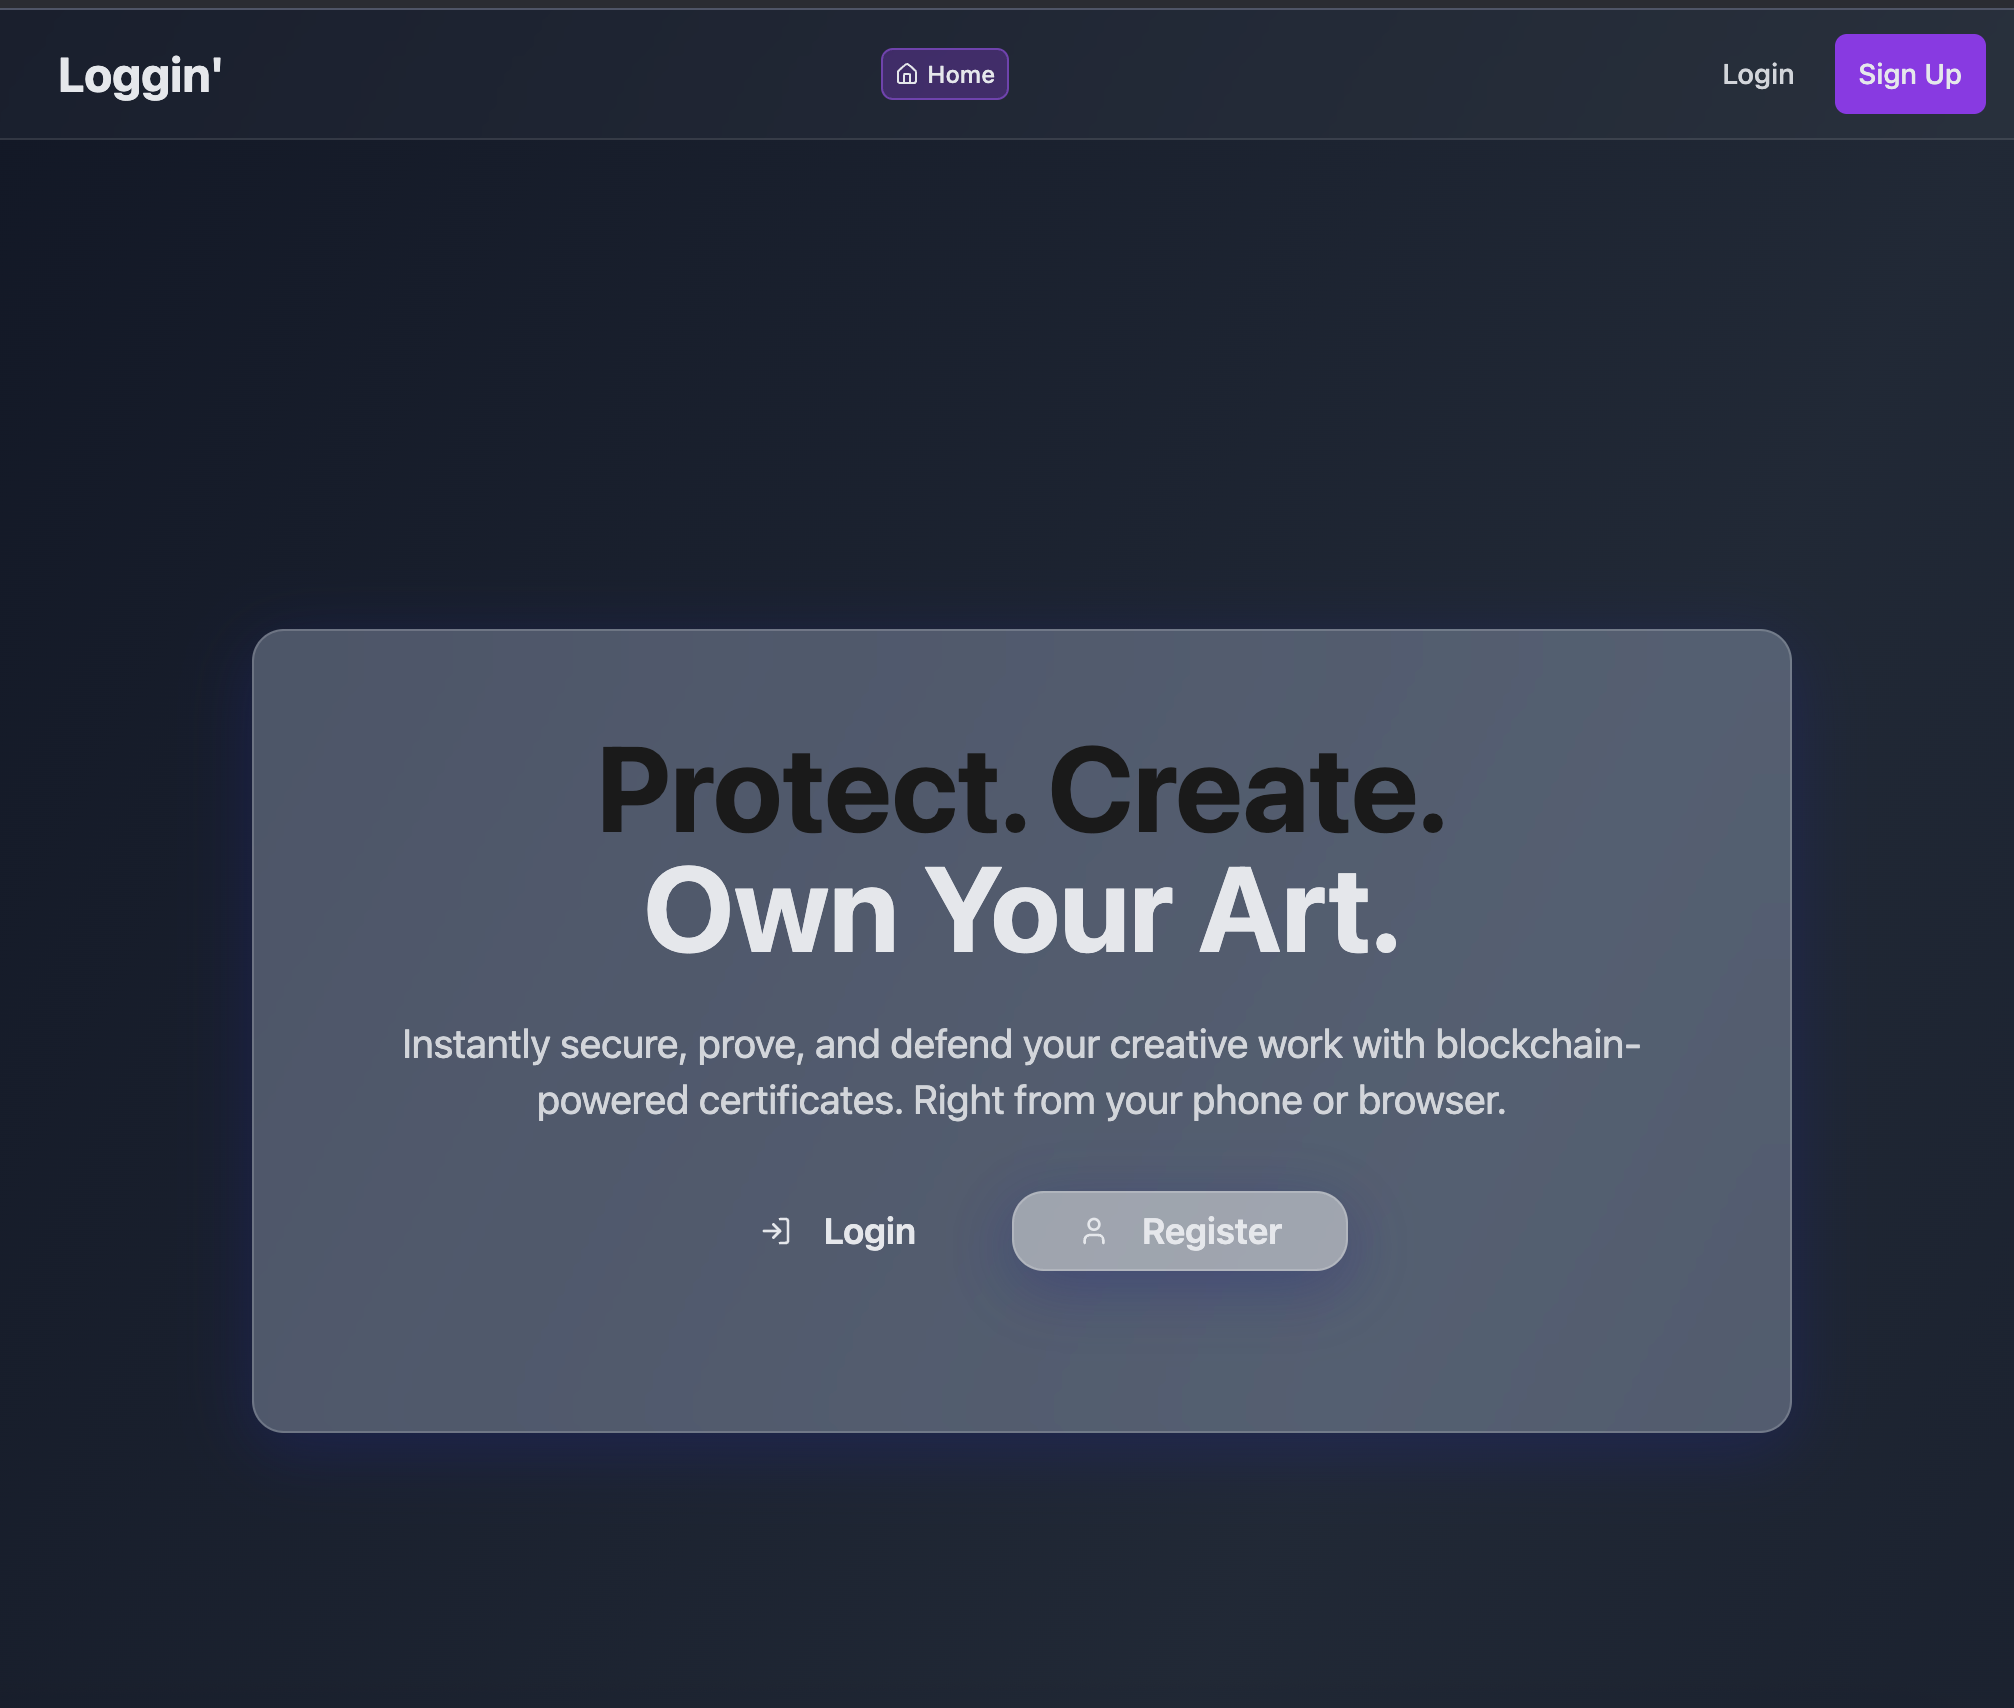 Loggin'
Home
Login
Sign Up
Protect. Create.
Own Your Art.
Instantly secure, prove, and defend your creative work with blockchain-
powered certificates. Right from your phone or browser.
Login
Register